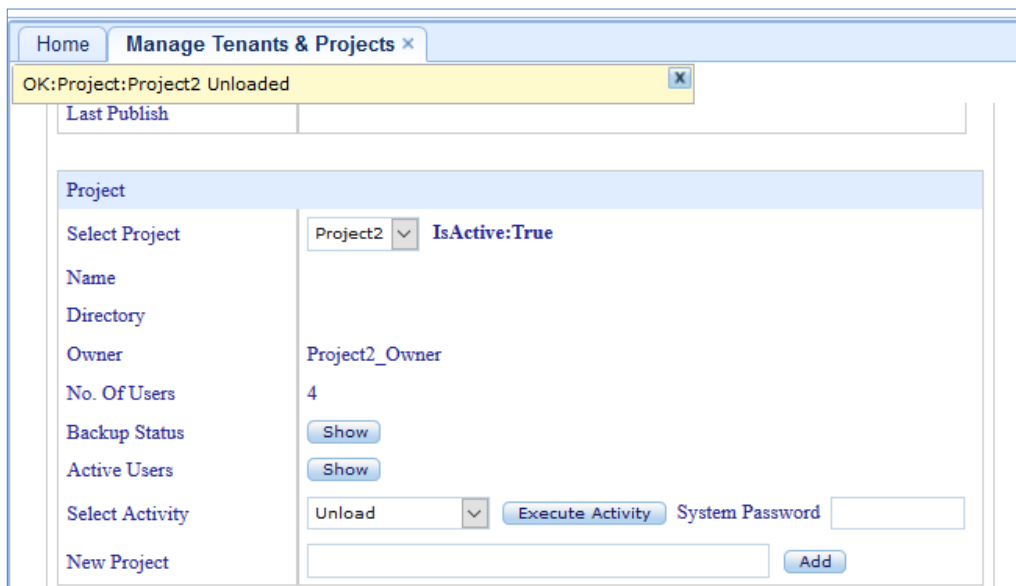 Home Manage Tenants & Projects ×
OK:Project:Project2 Unloaded x
Last Publish
Project
Select Project Project2 IsActive:True
Name
Directory
Owner Project2_Owner
No. Of Users 4
Backup Status Show
Active Users Show
Select Activity Unload Execute Activity System Password
New Project Add